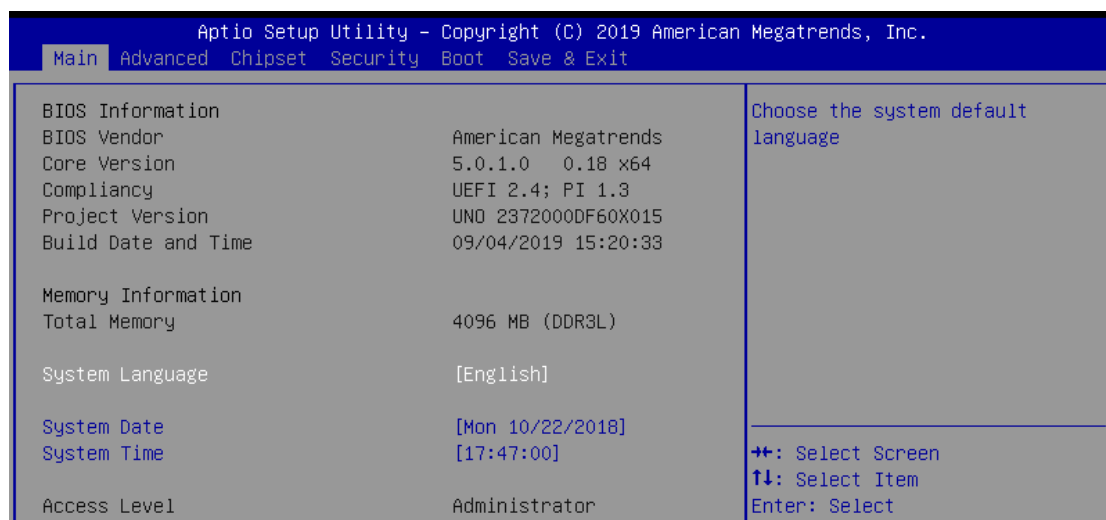 Aptio Setup Utility – Copyright (C) 2019 American Megatrends, Inc.
Main Advanced Chipset Security Boot Save & Exit
BIOS Information
BIOS Vendor American Megatrends
Core Version 5.0.1.0 0.18 x64
Compliancy UEFI 2.4; PI 1.3
Project Version UNO 2372000DF60X015
Build Date and Time 09/04/2019 15:20:33
Memory Information
Total Memory 4096 MB (DDR3L)
System Language [English]
System Date [Mon 10/22/2018]
System Time [17:47:00]
Access Level Administrator
Choose the system default
language
→←: Select Screen
↑↓: Select Item
Enter: Select